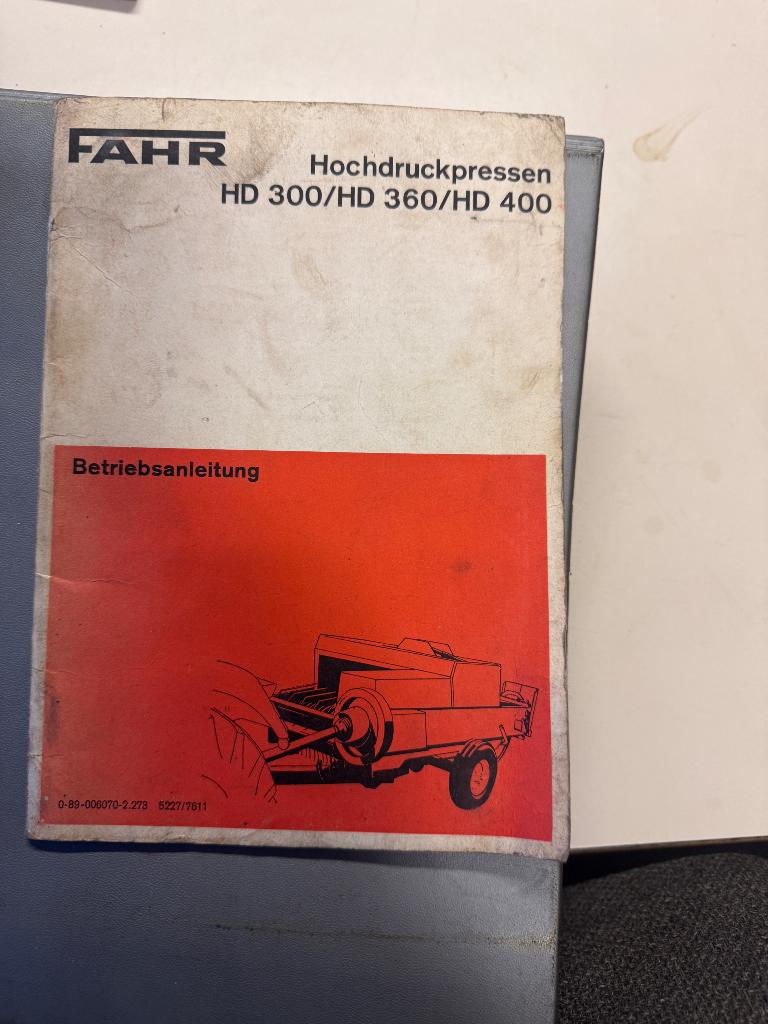 FAHR
Hochdruckpressen
HD 300/HD 360/HD 400
Betriebsanleitung
0-89-006070-2.273 5227/7611